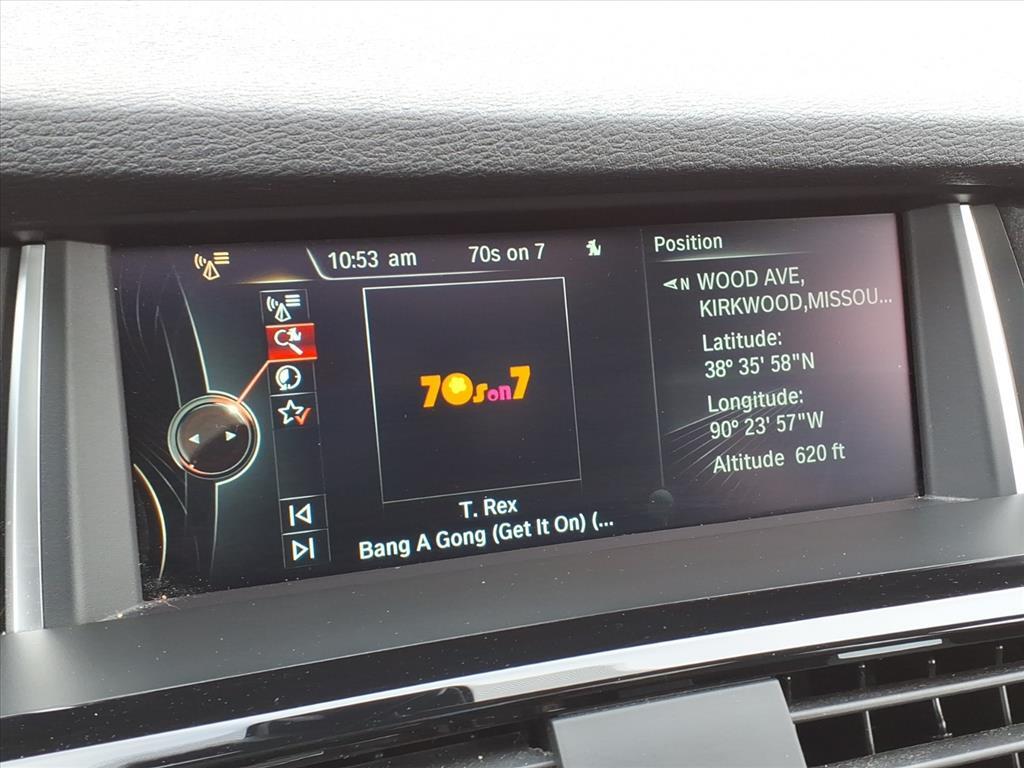 10:53 am
70s on 7
70s on 7
T. Rex
Bang A Gong (Get It On) (...
Position
N WOOD AVE,
KIRKWOOD,MISSOU...
Latitude:
38° 35' 58"N
Longitude:
90° 23' 57"W
Altitude 620 ft